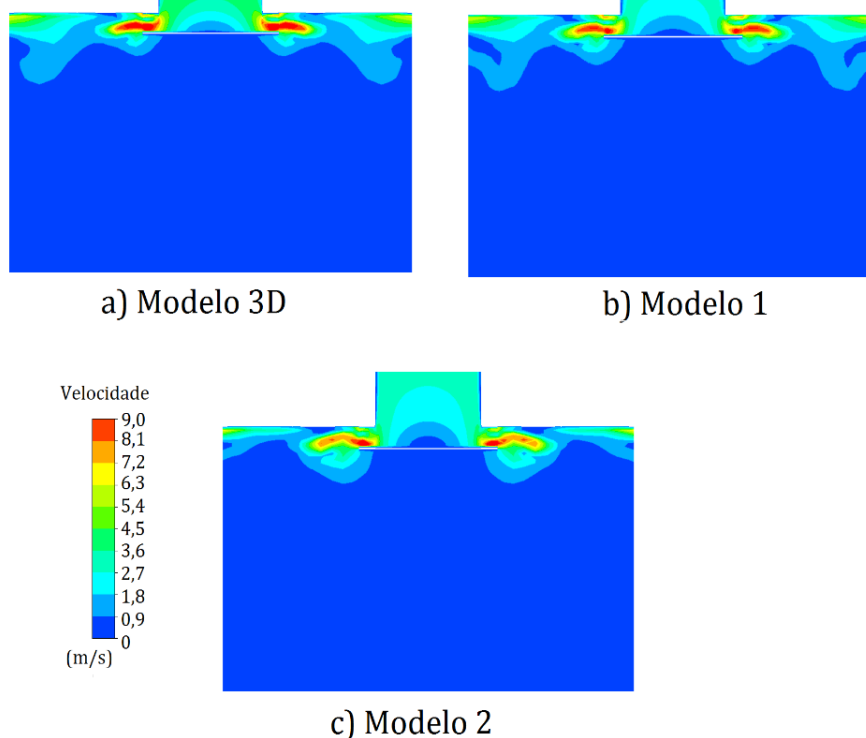 a) Modelo 3D
b) Modelo 1
Velocidade
9,0
8,1
7,2
6,3
5,4
4,5
3,6
2,7
1,8
0,9
0
(m/s)
c) Modelo 2